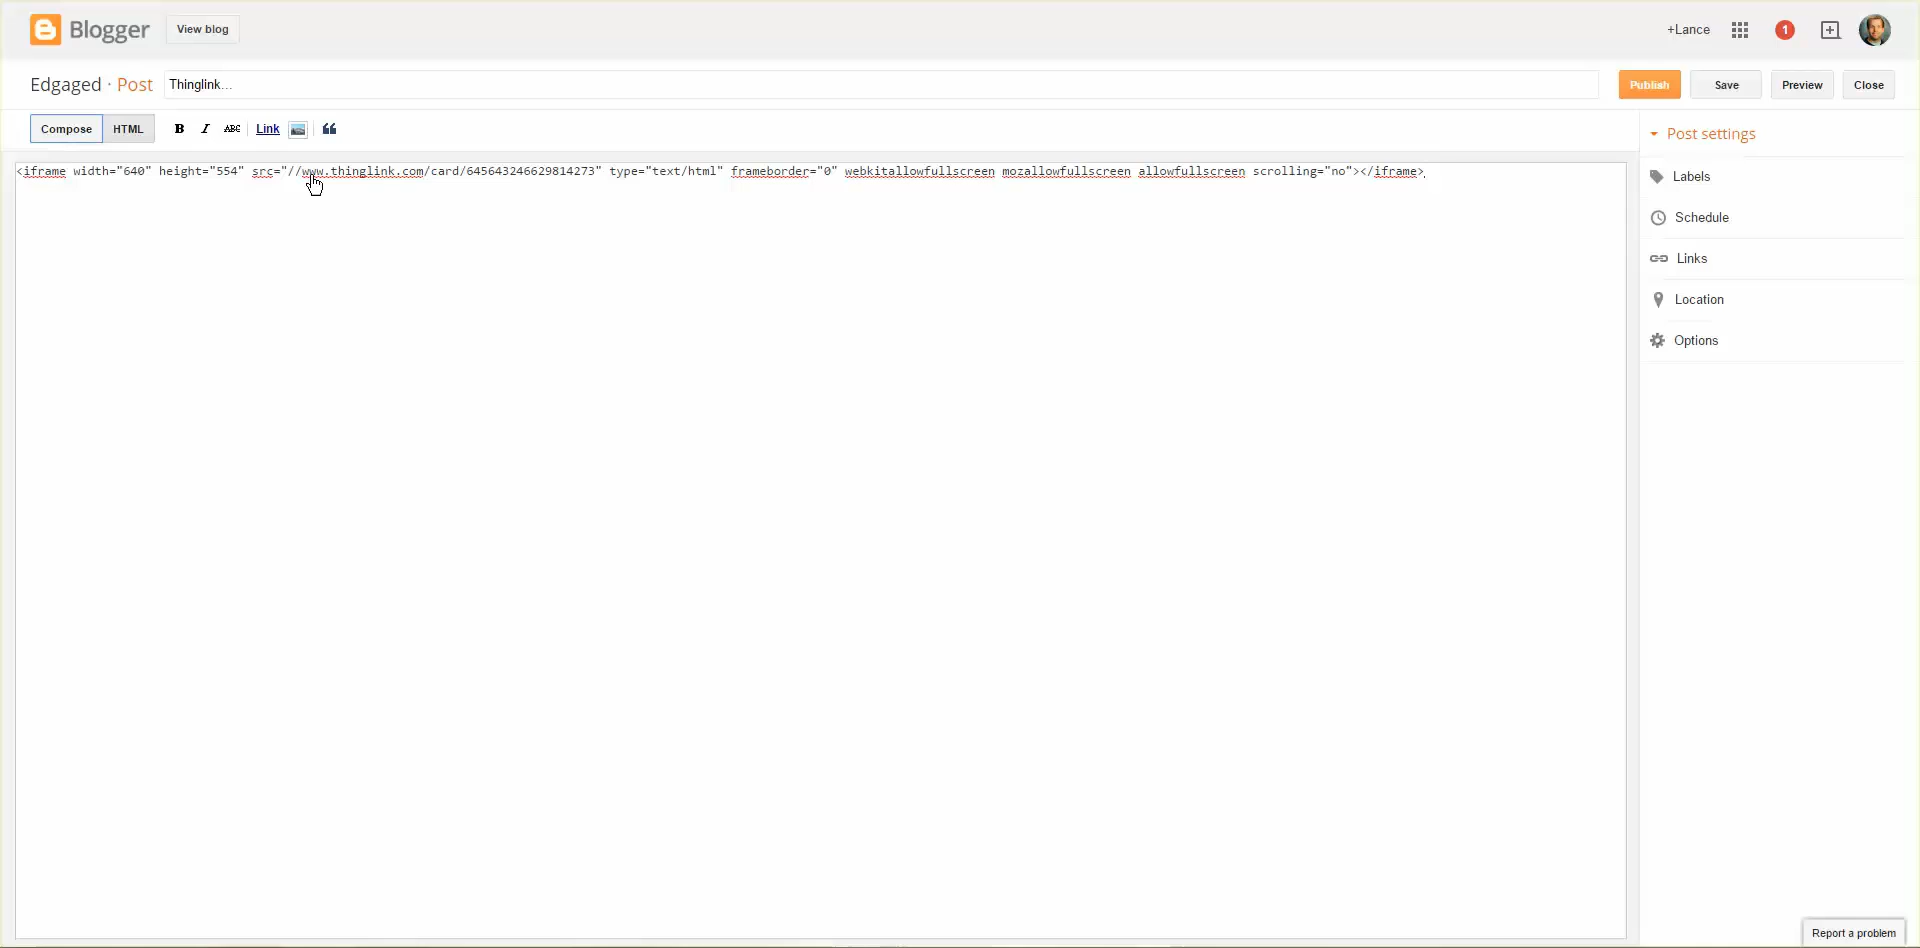 Blogger View blog +Lance 1
Edgaged · Post Thinglink... Publish Save Preview Close
Compose HTML B I ABC Link
Post settings
<iframe width="640" height="554" src="//www.thinglink.com/card/645643246629814273" type="text/html" frameborder="0" webkitallowfullscreen mozallowfullscreen allowfullscreen scrolling="no"></iframe>
Labels
Schedule
Links
Location
Options
Report a problem